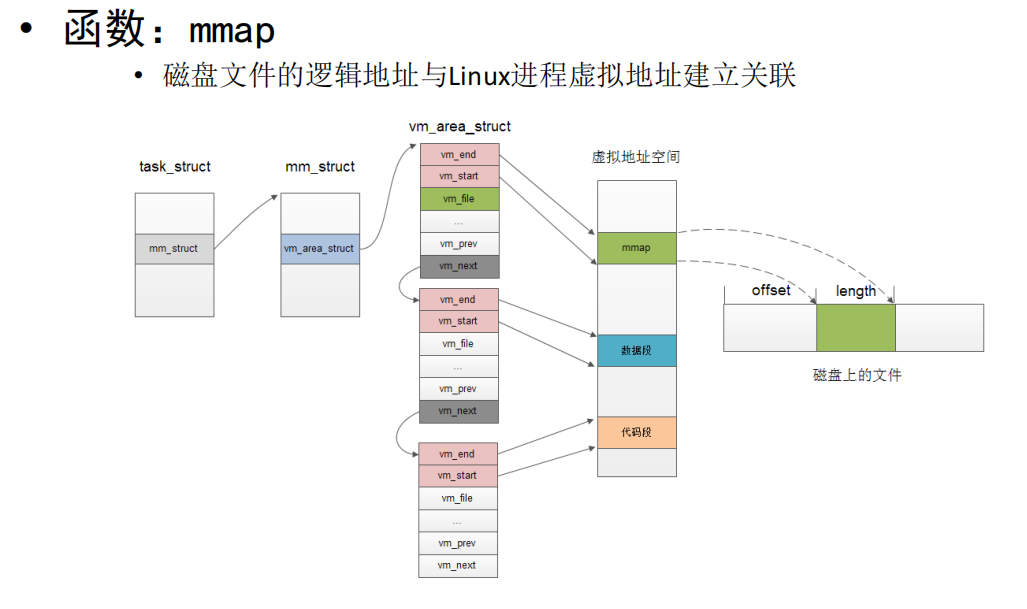 • 函数：mmap
• 磁盘文件的逻辑地址与Linux进程虚拟地址建立关联
task_struct
mm_struct
mm_struct
vm_area_struct
vm_area_struct
vm_end
vm_start
vm_file
...
vm_prev
vm_next
vm_end
vm_start
vm_file
...
vm_prev
vm_next
vm_end
vm_start
vm_file
...
vm_prev
vm_next
虚拟地址空间
mmap
数据段
代码段
offset
length
磁盘上的文件